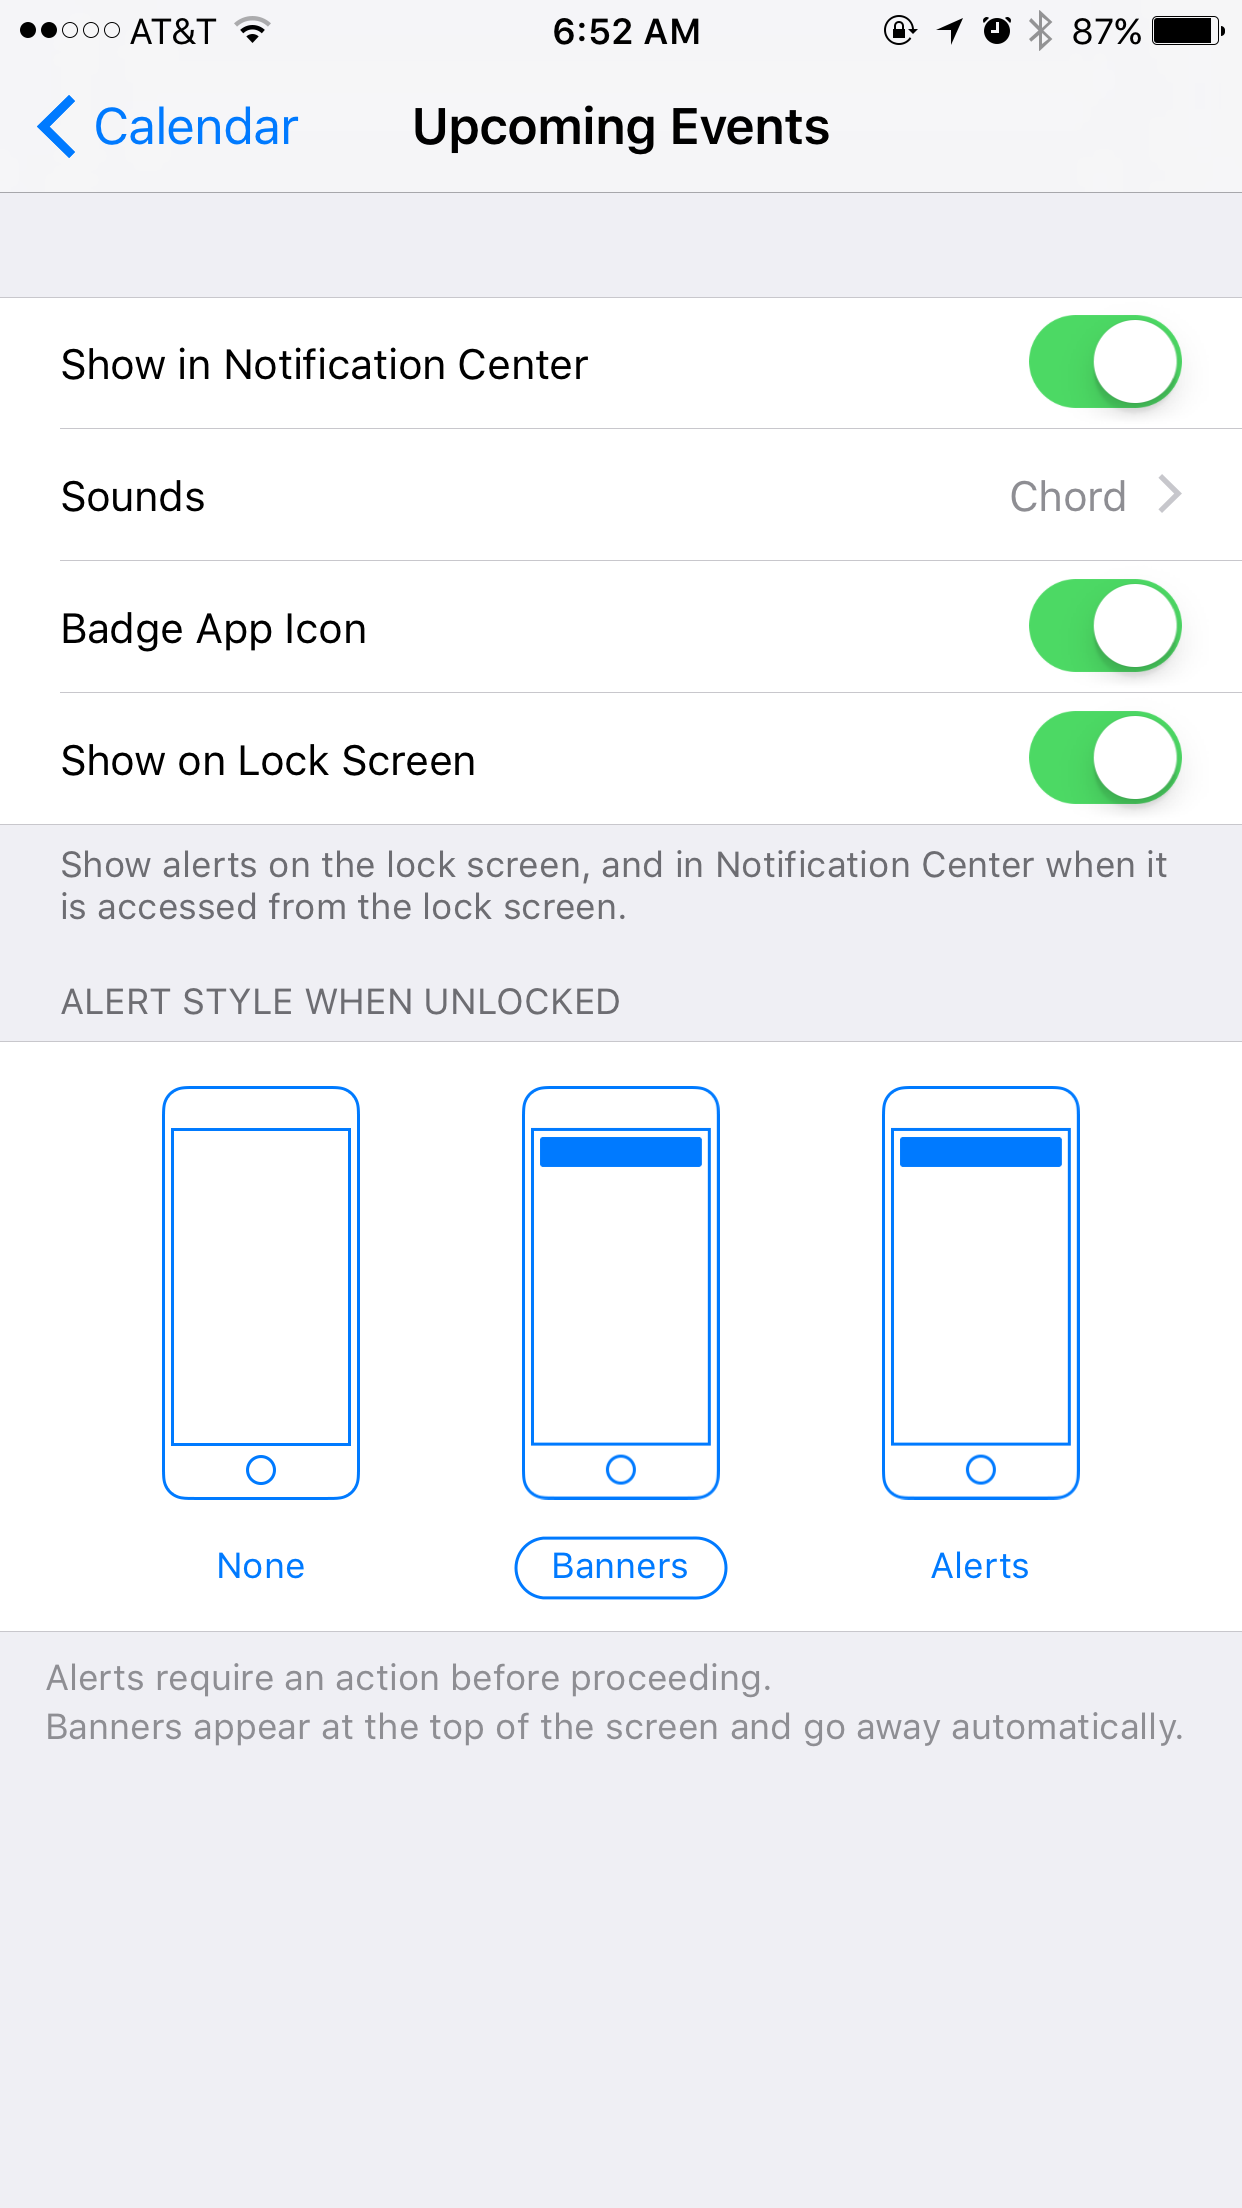 AT&T 6:52 AM 87%
Calendar Upcoming Events
Show in Notification Center
Sounds Chord
Badge App Icon
Show on Lock Screen
Show alerts on the lock screen, and in Notification Center when it
is accessed from the lock screen.
ALERT STYLE WHEN UNLOCKED
None Banners Alerts
Alerts require an action before proceeding.
Banners appear at the top of the screen and go away automatically.